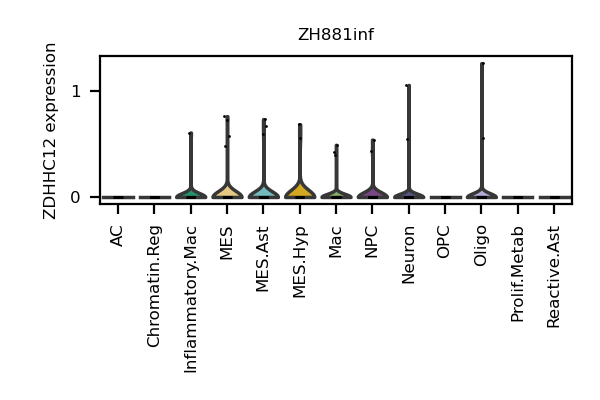 ZH881inf
ZDHHC12 expression
1
0
AC
Chromatin.Reg
Inflammatory.Mac
MES
MES.Ast
MES.Hyp
Mac
NPC
Neuron
OPC
Oligo
Prolif.Metab
Reactive.Ast